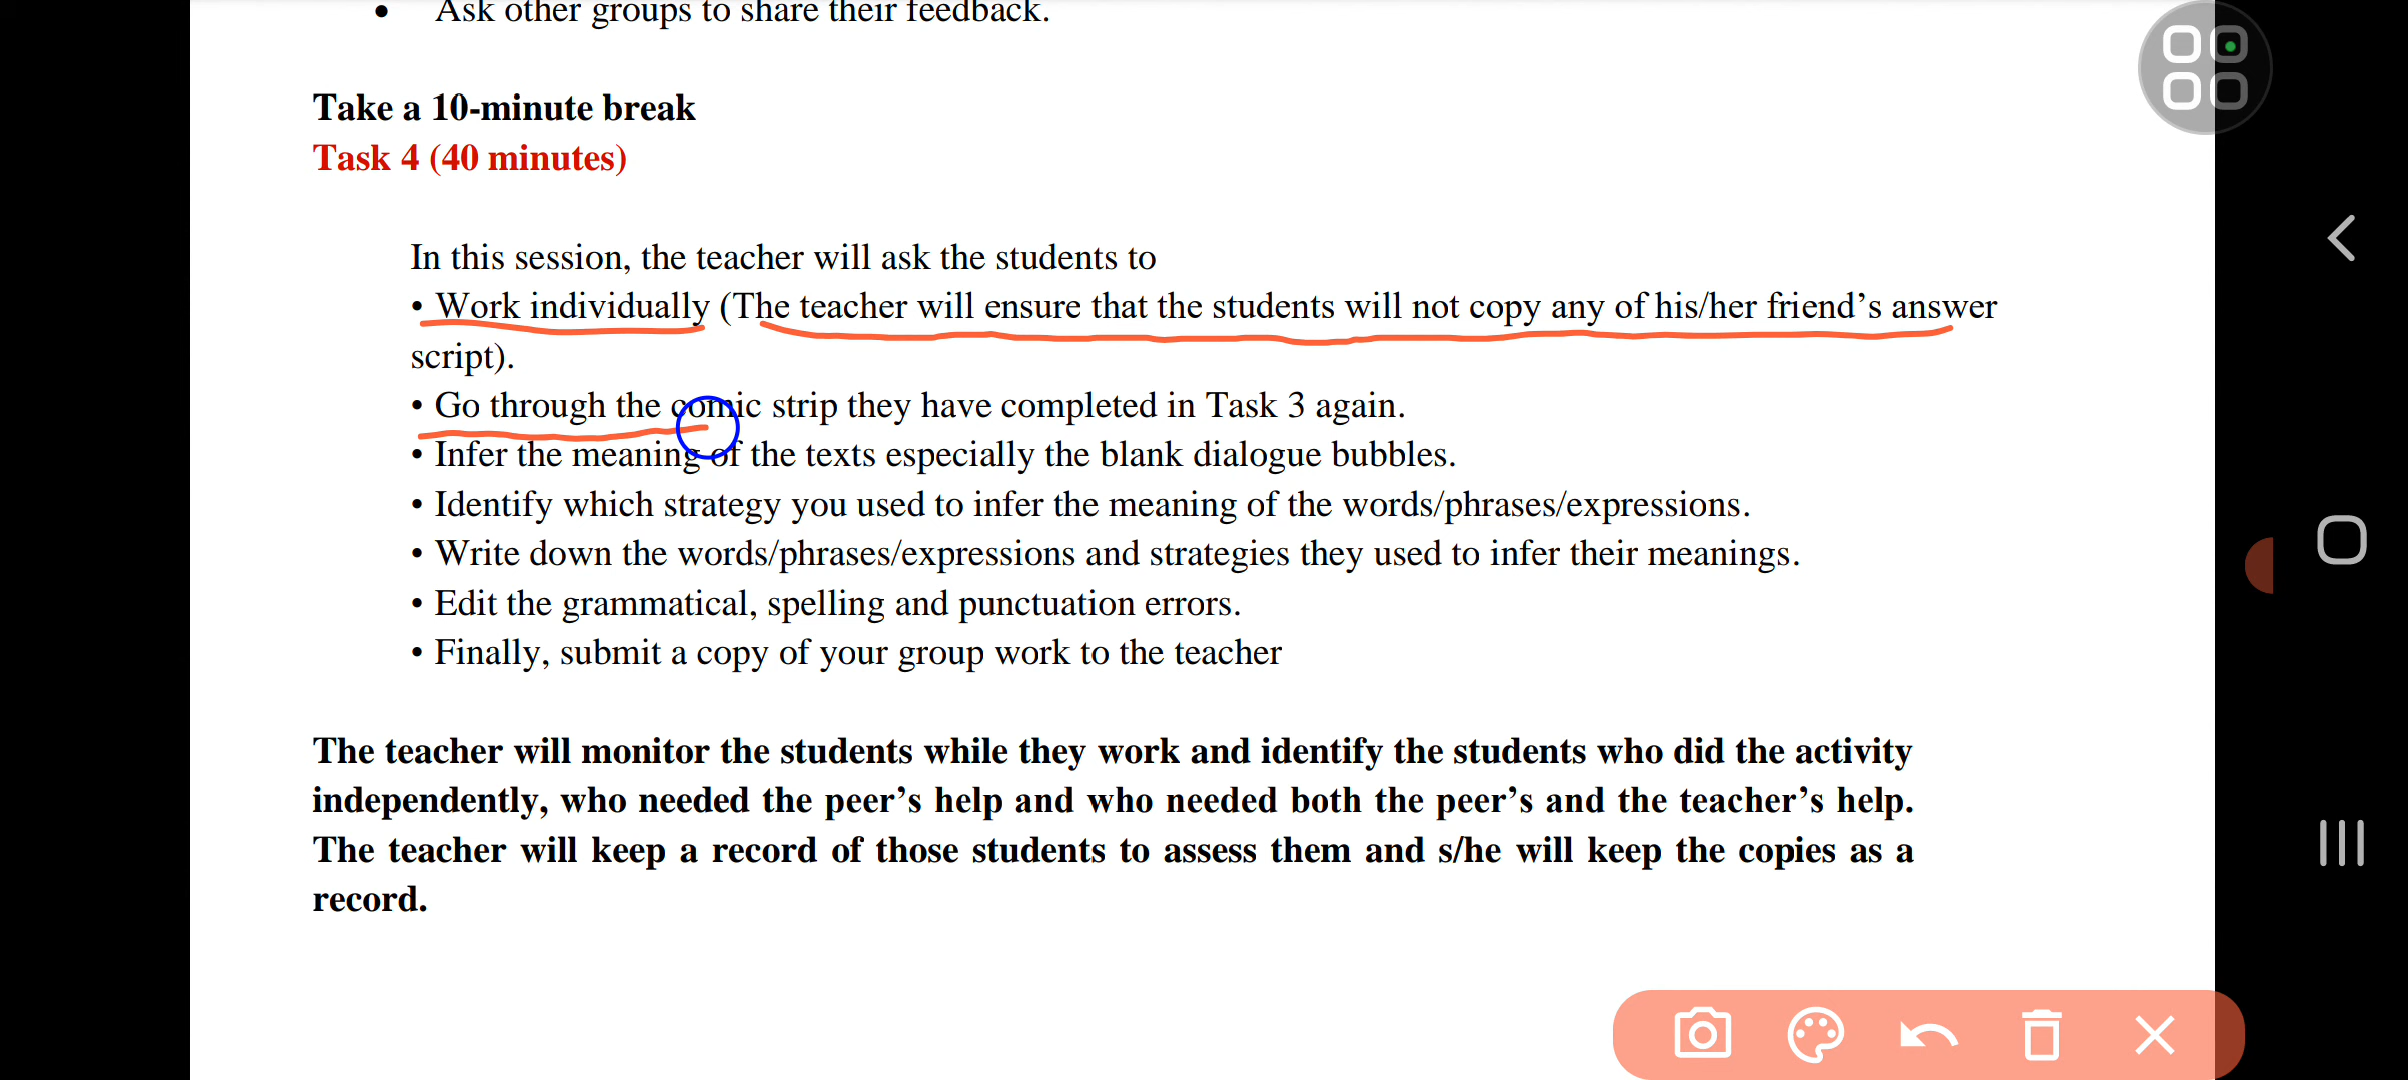 • Ask other groups to share their feedback.
Take a 10-minute break
Task 4 (40 minutes)
In this session, the teacher will ask the students to
• Work individually (The teacher will ensure that the students will not copy any of his/her friend’s answer
script).
• Go through the comic strip they have completed in Task 3 again.
• Infer the meaning of the texts especially the blank dialogue bubbles.
• Identify which strategy you used to infer the meaning of the words/phrases/expressions.
• Write down the words/phrases/expressions and strategies they used to infer their meanings.
• Edit the grammatical, spelling and punctuation errors.
• Finally, submit a copy of your group work to the teacher
The teacher will monitor the students while they work and identify the students who did the activity
independently, who needed the peer’s help and who needed both the peer’s and the teacher’s help.
The teacher will keep a record of those students to assess them and s/he will keep the copies as a
record.